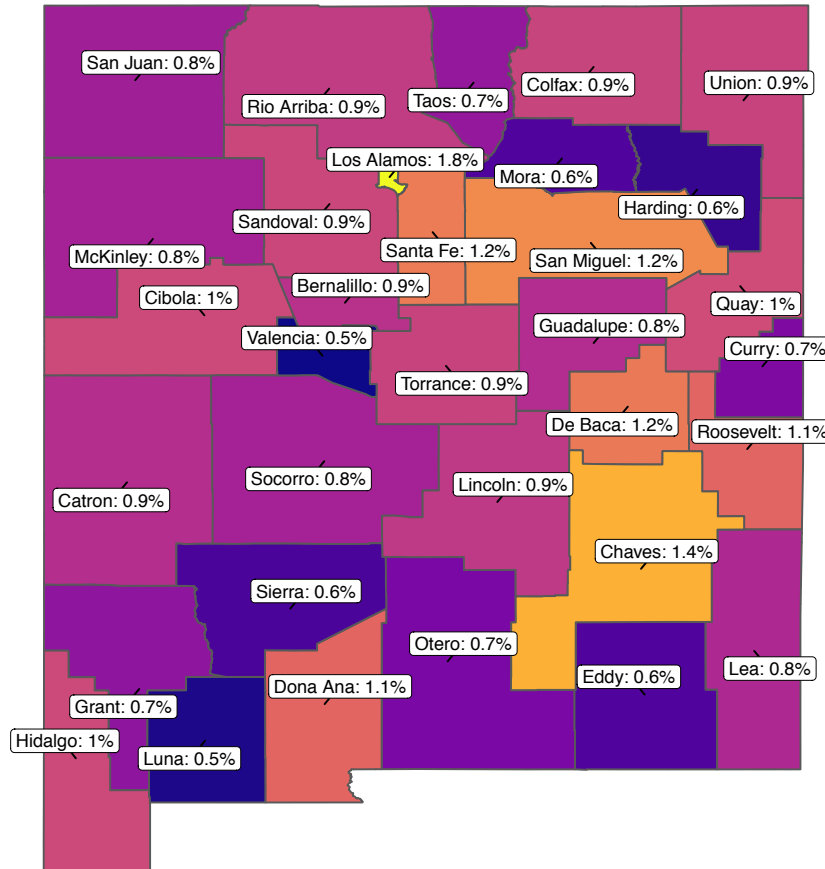 San Juan: 0.8%
Rio Arriba: 0.9%
Taos: 0.7%
Colfax: 0.9%
Union: 0.9%
Los Alamos: 1.8%
Mora: 0.6%
Harding: 0.6%
Sandoval: 0.9%
McKinley: 0.8%
Santa Fe: 1.2%
San Miguel: 1.2%
Cibola: 1%
Bernalillo: 0.9%
Quay: 1%
Valencia: 0.5%
Guadalupe: 0.8%
Curry: 0.7%
Torrance: 0.9%
De Baca: 1.2%
Roosevelt: 1.1%
Catron: 0.9%
Socorro: 0.8%
Lincoln: 0.9%
Chaves: 1.4%
Sierra: 0.6%
Otero: 0.7%
Dona Ana: 1.1%
Eddy: 0.6%
Lea: 0.8%
Grant: 0.7%
Hidalgo: 1%
Luna: 0.5%